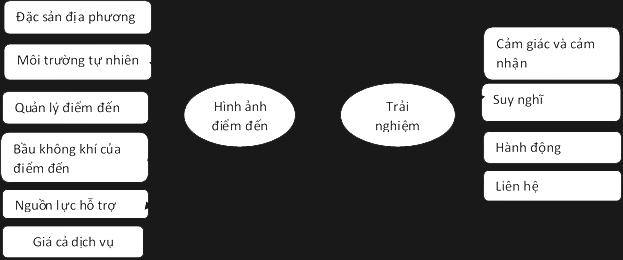 Đặc sản địa phương
Môi trường tự nhiên
Quản lý điểm đến
Bầu không khí của
điểm đến
Nguồn lực hỗ trợ
Giá cả dịch vụ
Hình ảnh
điểm đến
Trải
nghiệm
Cảm giác và cảm
nhận
Suy nghĩ
Hành động
Liên hệ